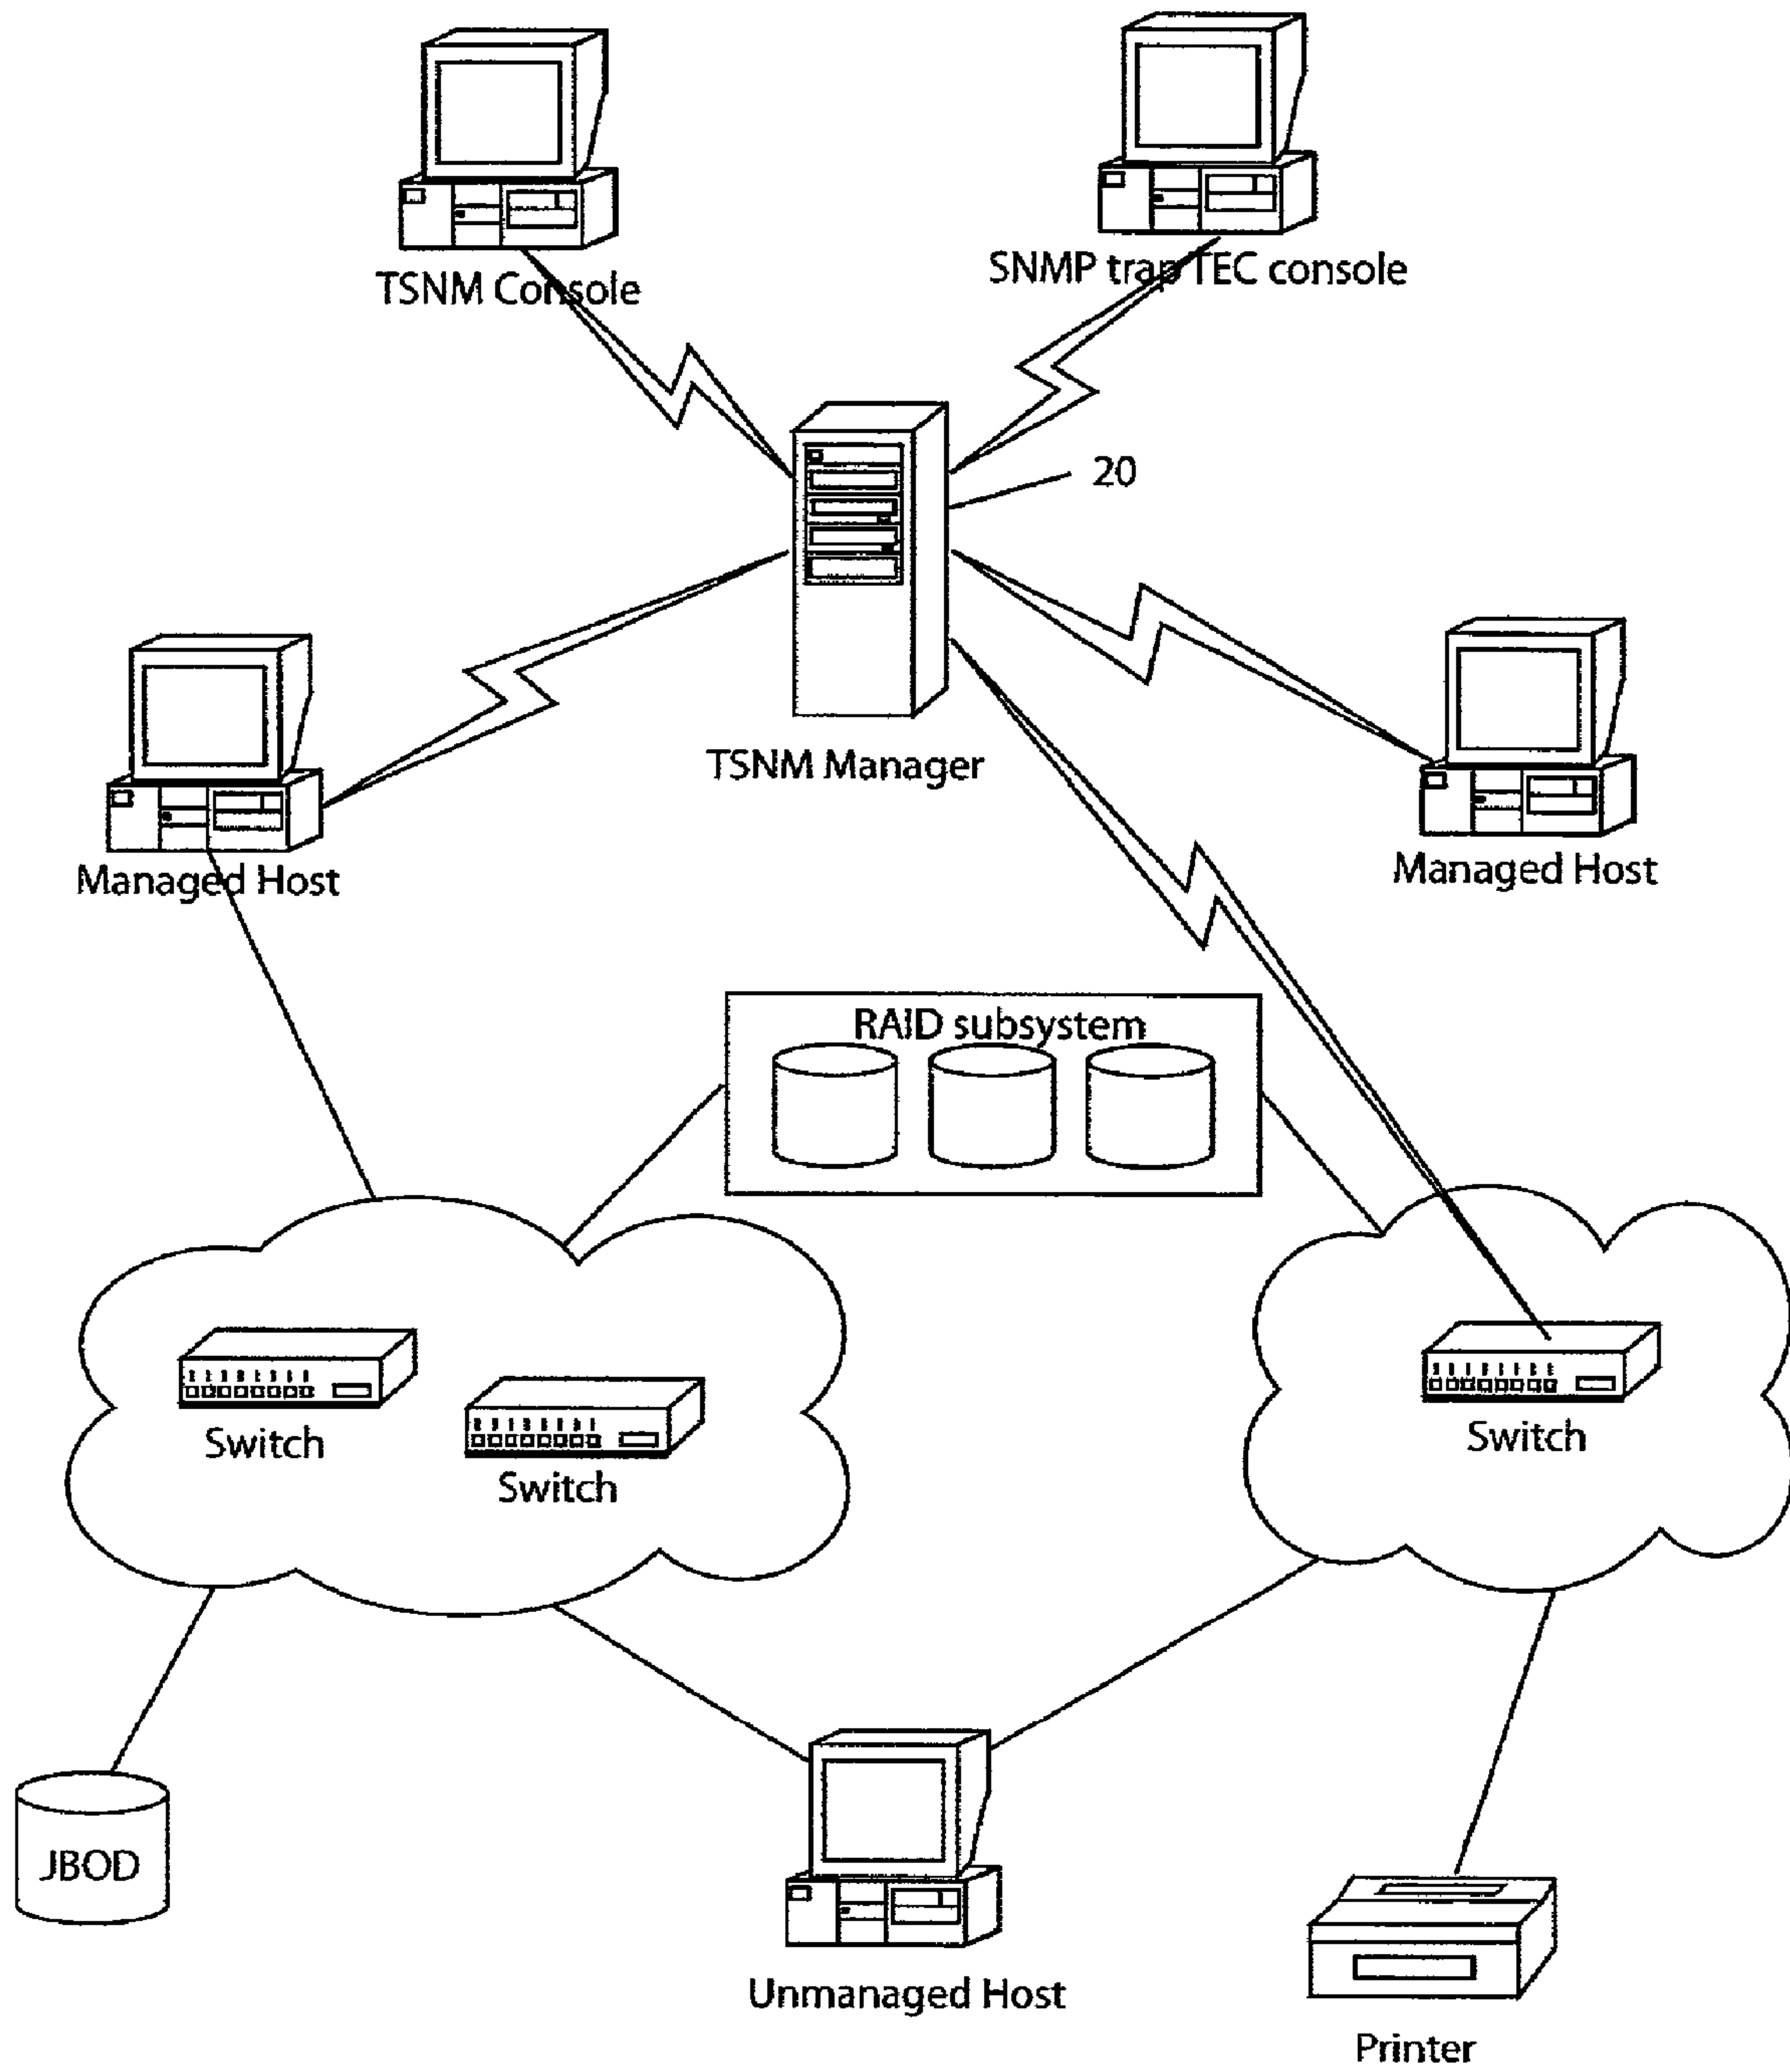 TSNM Console
SNMP trap TEC console
20
TSNM Manager
Managed Host
Managed Host
RAID subsystem
Switch
Switch
Switch
JBOD
Unmanaged Host
Printer